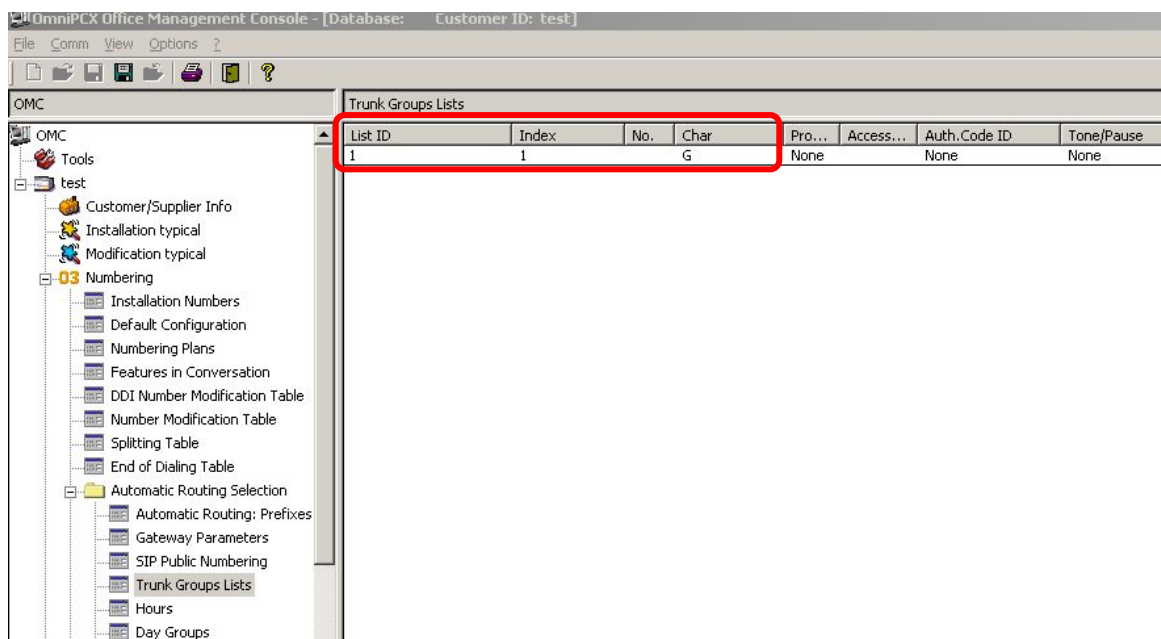 OmniPCX Office Management Console - [Database: Customer ID: test]
File Comm View Options ?
OMC
Trunk Groups Lists
List ID Index No. Char Pro... Access... Auth.Code ID Tone/Pause
1 1 G None None None
OMC
Tools
test
Customer/Supplier Info
Installation typical
Modification typical
03 Numbering
Installation Numbers
Default Configuration
Numbering Plans
Features in Conversation
DDI Number Modification Table
Number Modification Table
Splitting Table
End of Dialing Table
Automatic Routing Selection
Automatic Routing: Prefixes
Gateway Parameters
SIP Public Numbering
Trunk Groups Lists
Hours
Day Groups